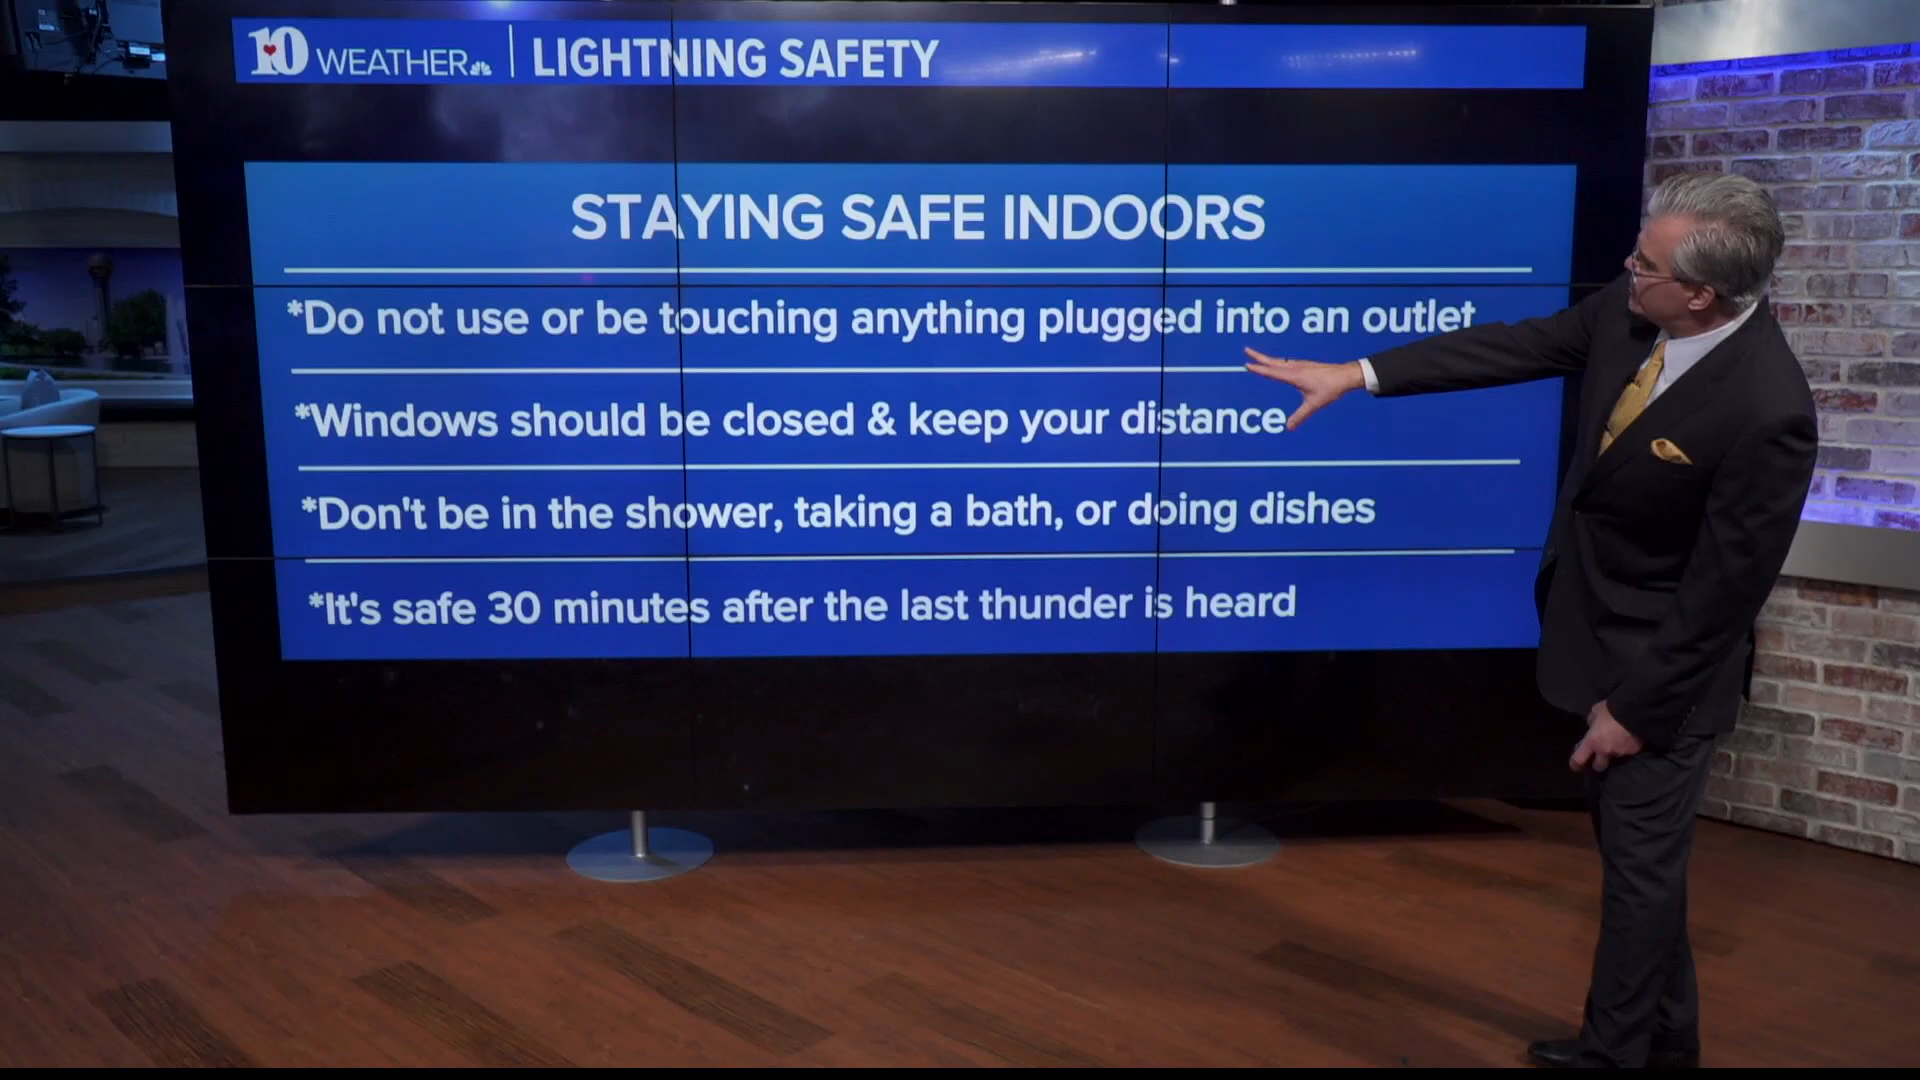 10 WEATHER LIGHTNING SAFETY
STAYING SAFE INDOORS
*Do not use or be touching anything plugged into an outlet
*Windows should be closed & keep your distance
*Don't be in the shower, taking a bath, or doing dishes
*It's safe 30 minutes after the last thunder is heard